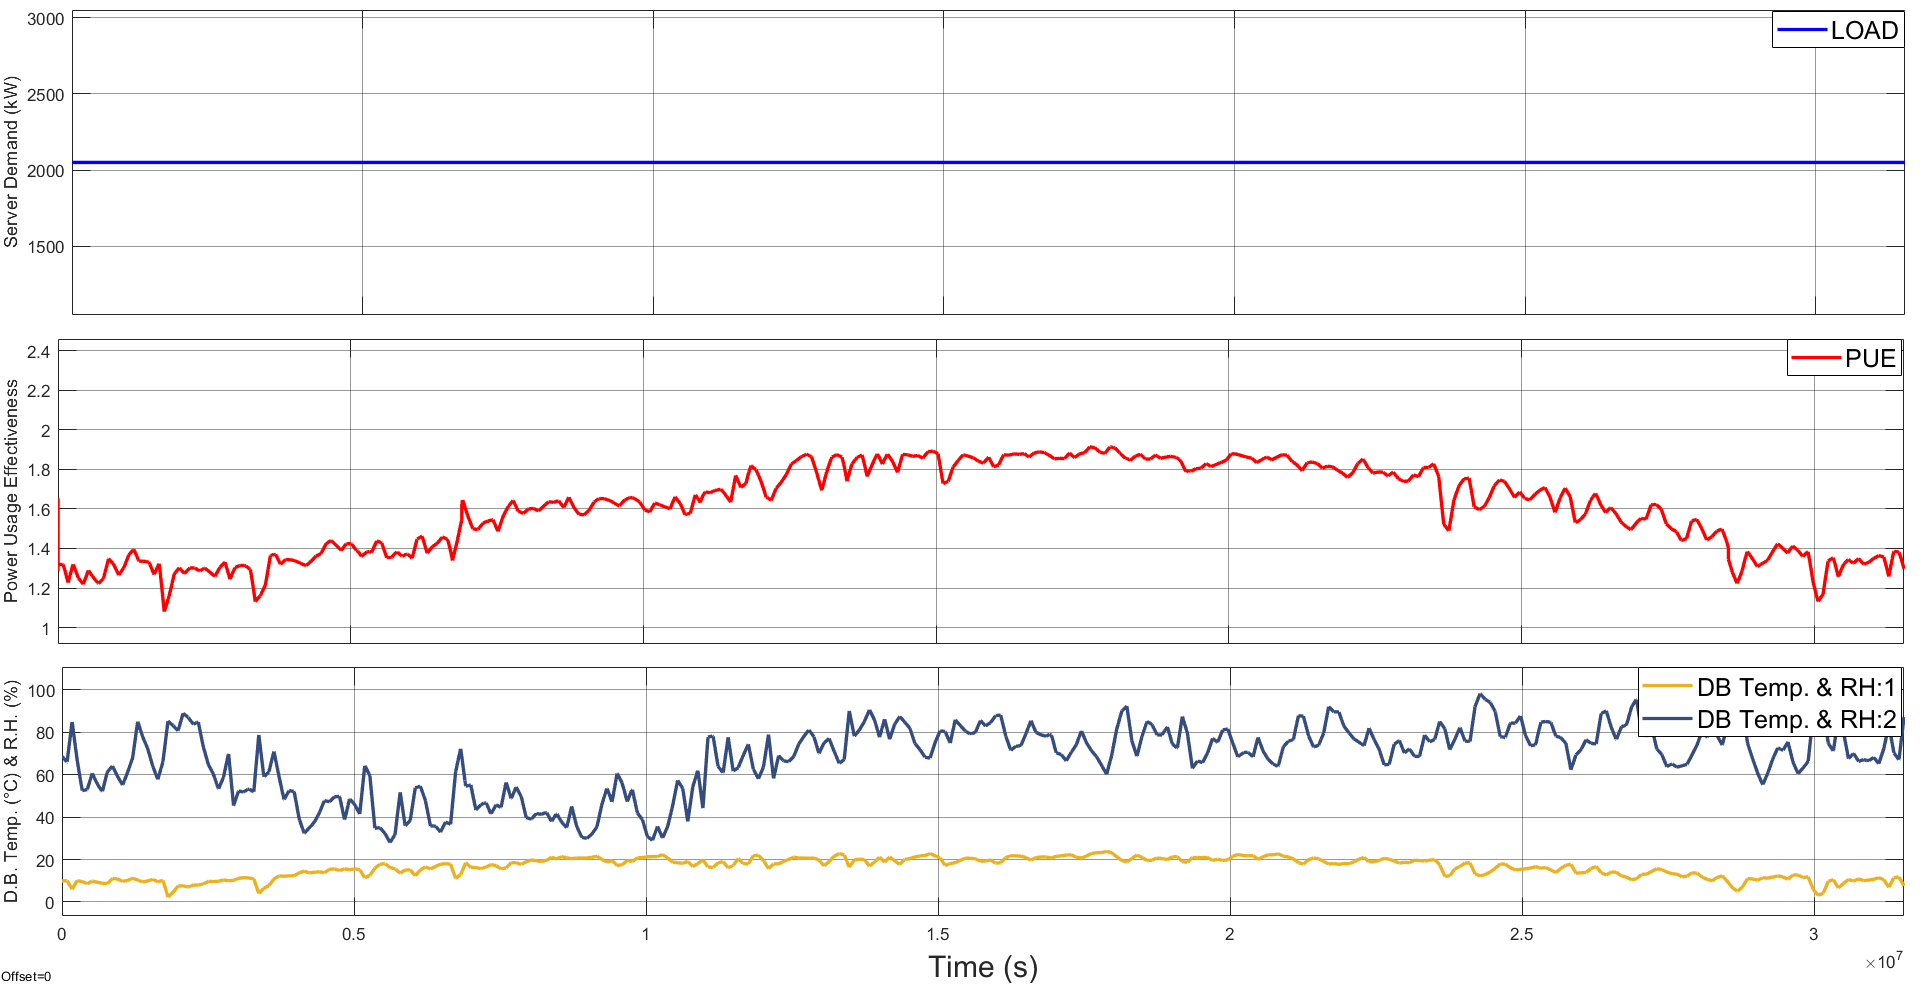 3000
2500
2000
1500
Server Demand (kW)
LOAD
2.4
2.2
2
1.8
1.6
1.4
1.2
1
Power Usage Effectiveness
PUE
100
80
60
40
20
0
D.B. Temp. (°C) & R.H. (%)
DB Temp. & RH:1
DB Temp. & RH:2
0 0.5 1 1.5 2 2.5 3
×10⁷
Time (s)
Offset=0